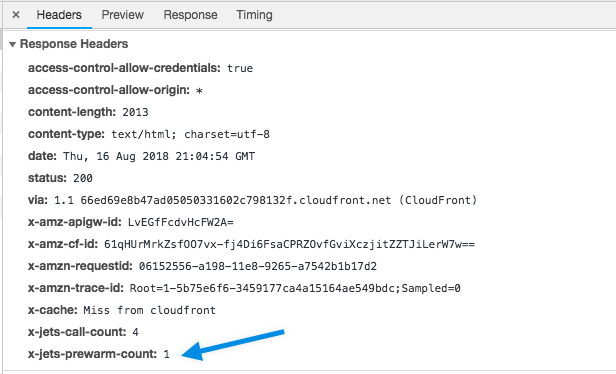 × Headers Preview Response Timing
▼ Response Headers
access-control-allow-credentials: true
access-control-allow-origin: *
content-length: 2013
content-type: text/html; charset=utf-8
date: Thu, 16 Aug 2018 21:04:54 GMT
status: 200
via: 1.1 66ed69e8b47ad05050331602c798132f.cloudfront.net (CloudFront)
x-amz-apigw-id: LvEGfFcdvHcFW2A=
x-amz-cf-id: 61qHUrMrkZsfOO7vx-fj4Di6FsaCPRZOvfGviXczjitZZTJiLerW7w==
x-amzn-requestid: 06152556-a198-11e8-9265-a7542b1b17d2
x-amzn-trace-id: Root=1-5b75e6f6-3459177ca4a15164ae549bdc;Sampled=0
x-cache: Miss from cloudfront
x-jets-call-count: 4
x-jets-prewarm-count: 1